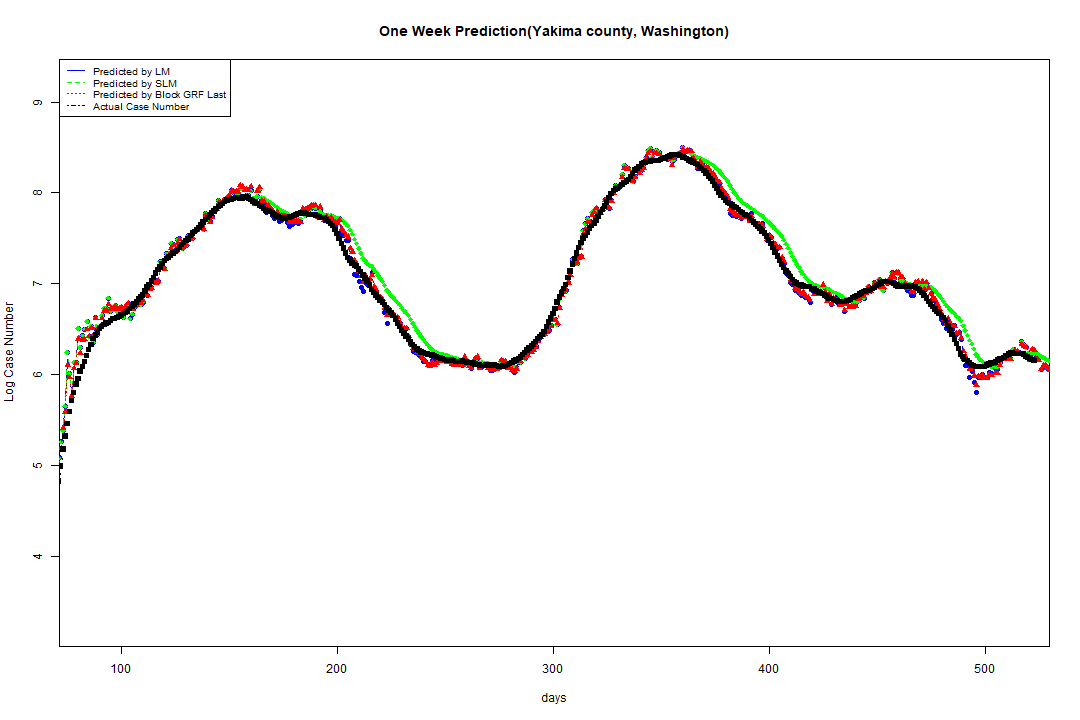 One Week Prediction(Yakima county, Washington)
Predicted by LM
Predicted by SLM
Predicted by Block GRF Last
Actual Case Number
9
8
7
6
5
4
Log Case Number
100 200 300 400 500
days